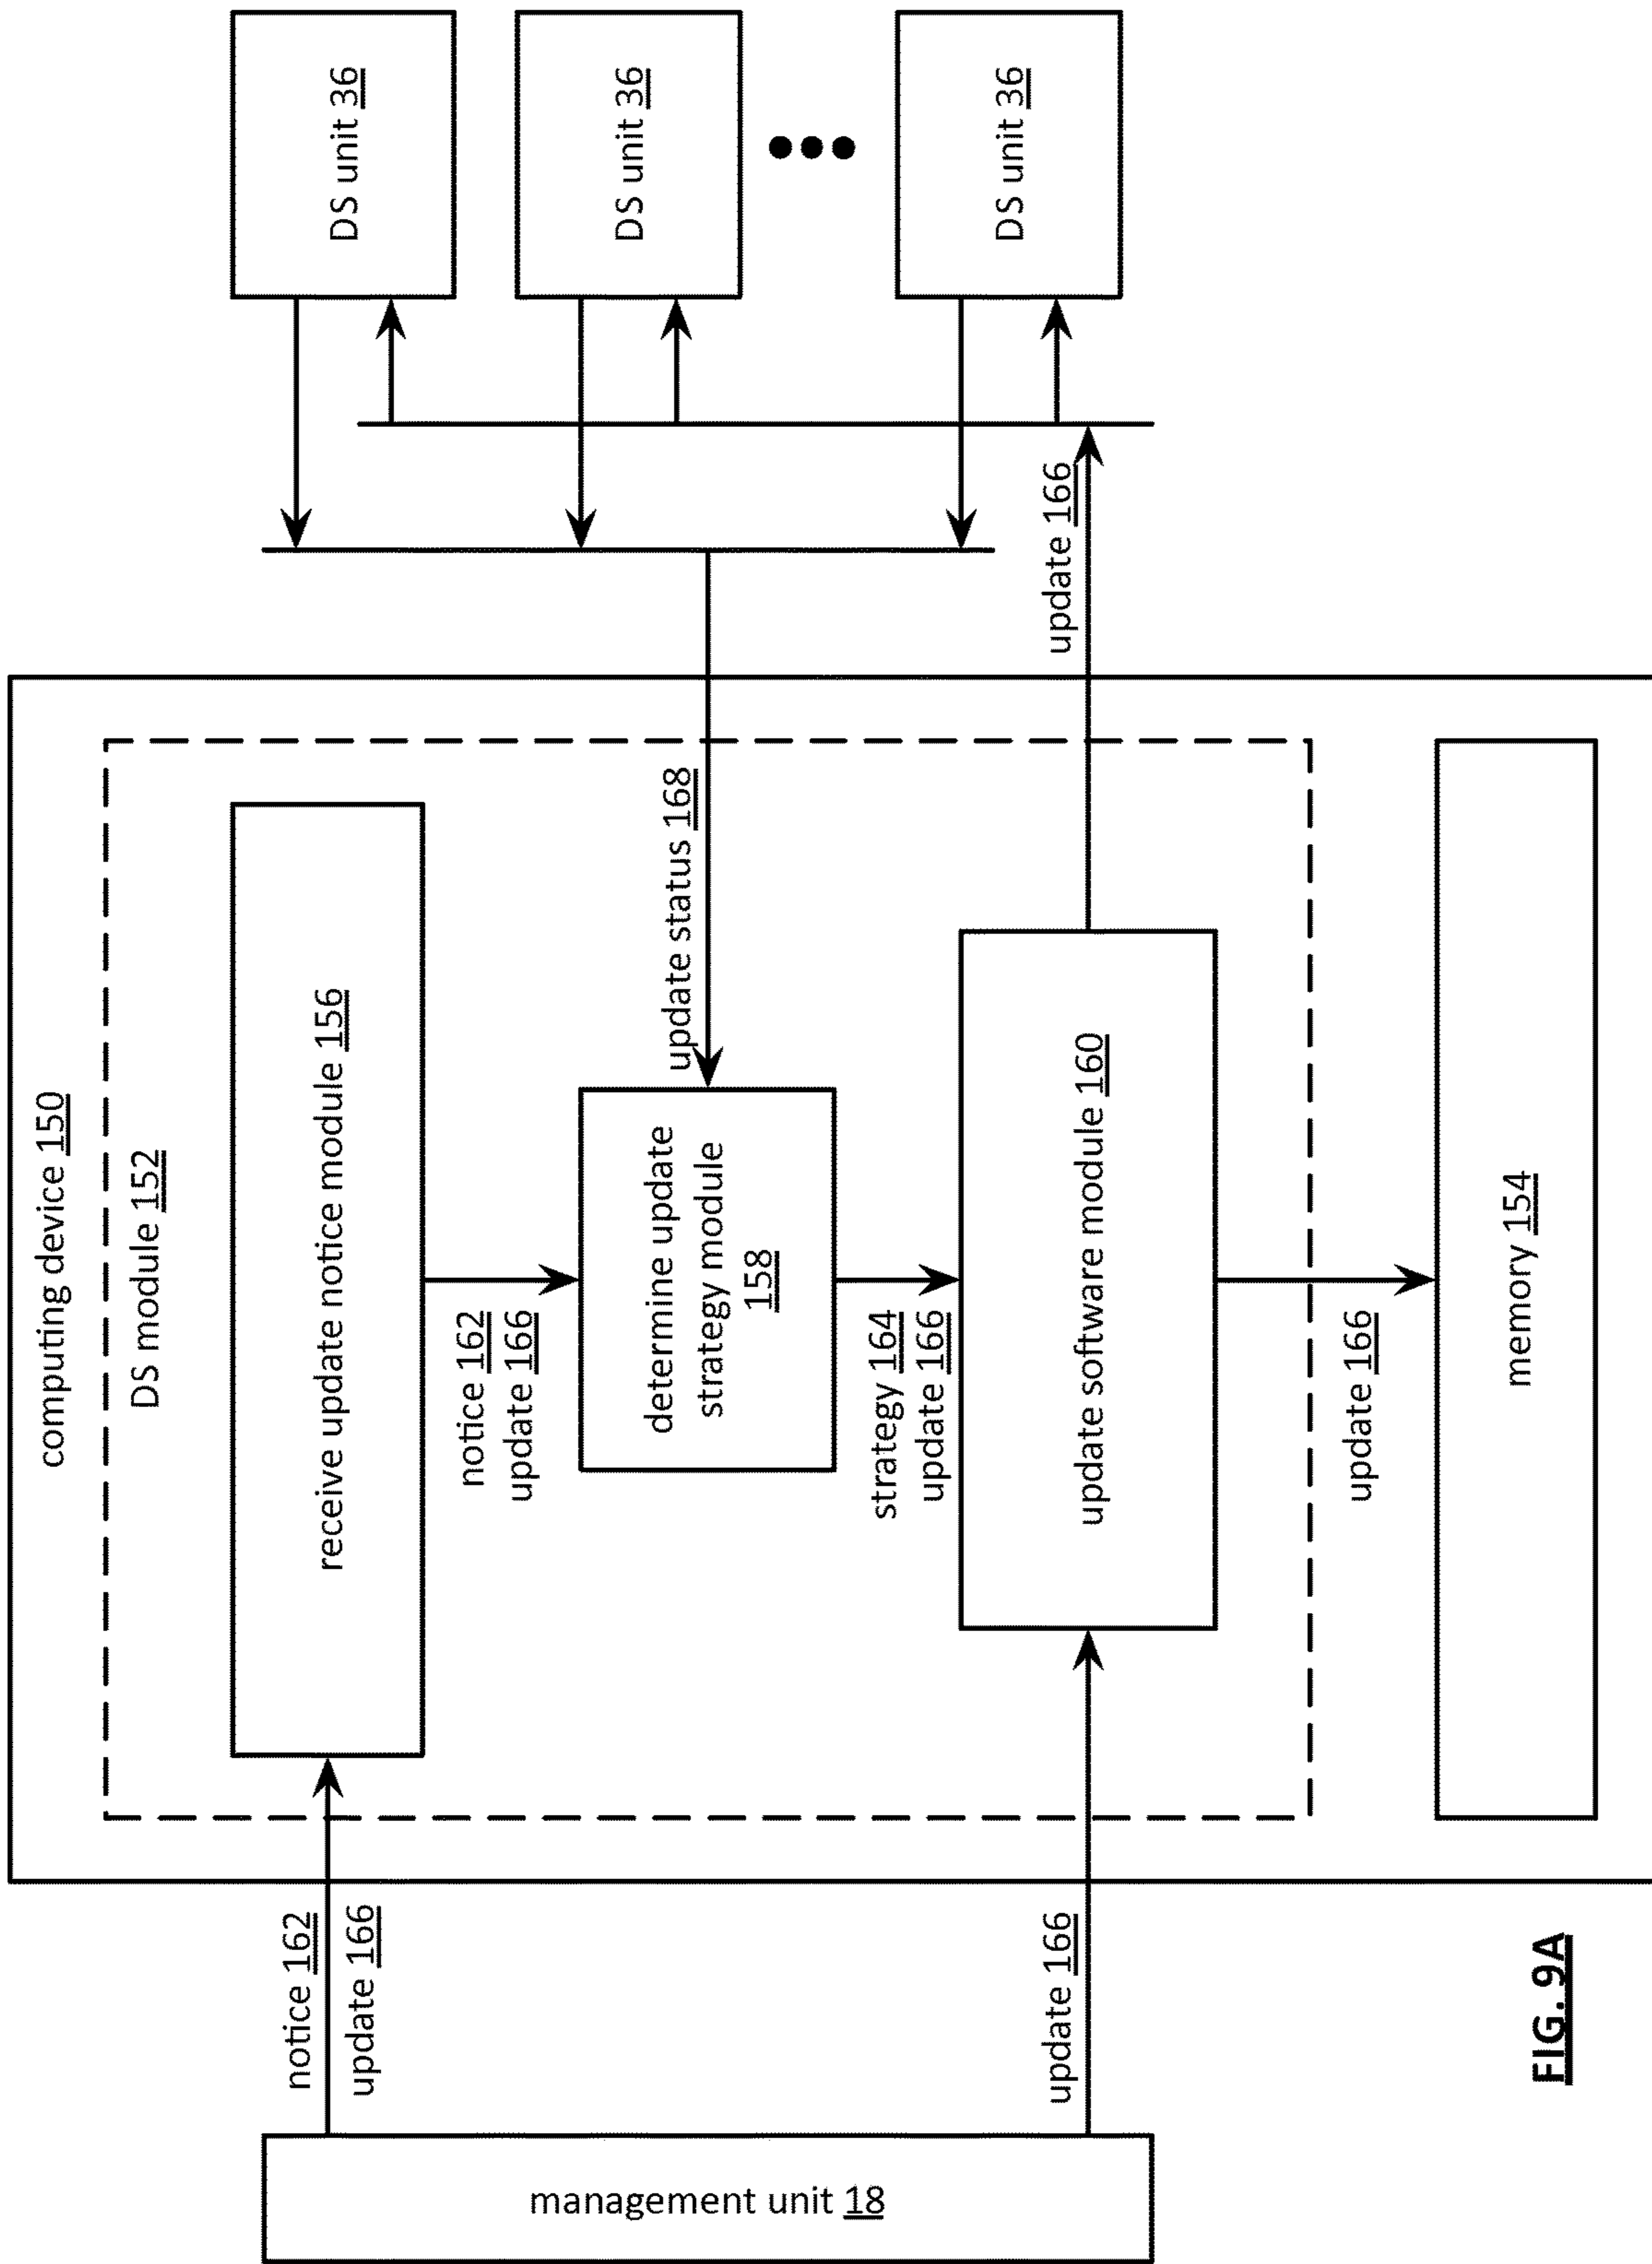 computing device 150
DS module 152
notice 162
update 166
receive update notice module 156
DS unit 36
notice 162
update 166
update status 168
DS unit 36
determine update
strategy module
158
strategy 164
update 166
management unit 18
update 166
update software module 160
update 166
DS unit 36
update 166
memory 154
FIG. 9A